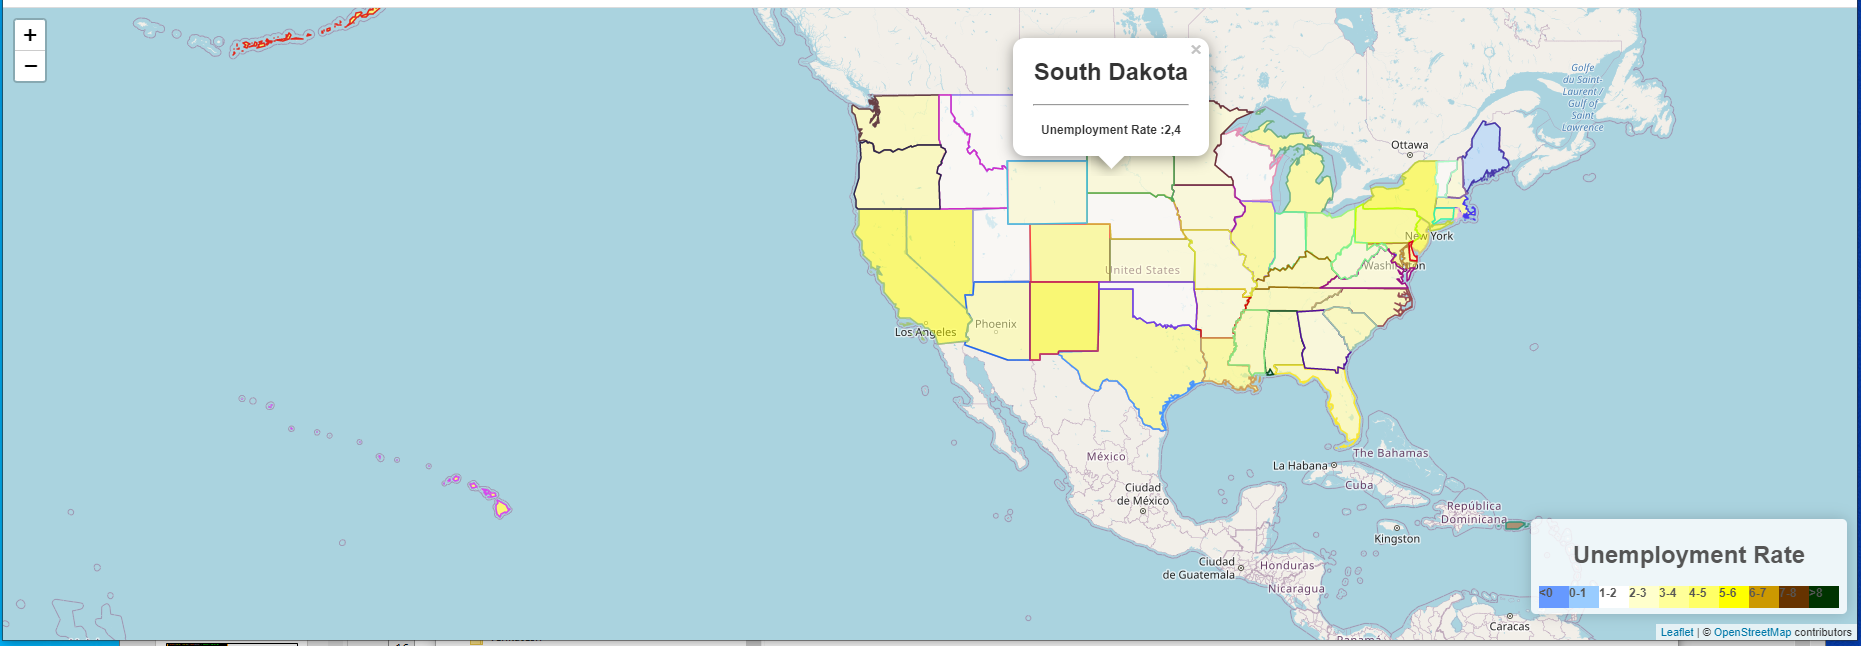 +
−
×
South Dakota
Unemployment Rate :2,4
Golfe
du Saint-
Laurent /
Gulf of
Saint
Lawrence
Ottawa
New York
Washington
United States
Phoenix
Los Angeles
México
Ciudad
de México
La Habana
The Bahamas
Cuba
República
Dominicana
Kingston
Ciudad
de Guatemala
Honduras
Nicaragua
Caracas
Unemployment Rate
<0 0-1 1-2 2-3 3-4 4-5 5-6 6-7 7-8 >8
Leaflet | © OpenStreetMap contributors
Panamá